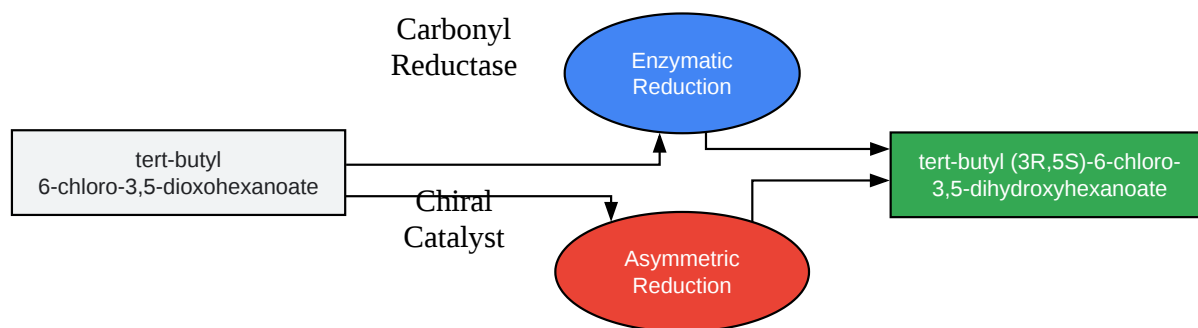 Carbonyl
Reductase
Enzymatic
Reduction
tert-butyl
6-chloro-3,5-dioxohexanoate
tert-butyl (3R,5S)-6-chloro-
3,5-dihydroxyhexanoate
Chiral
Catalyst
Asymmetric
Reduction